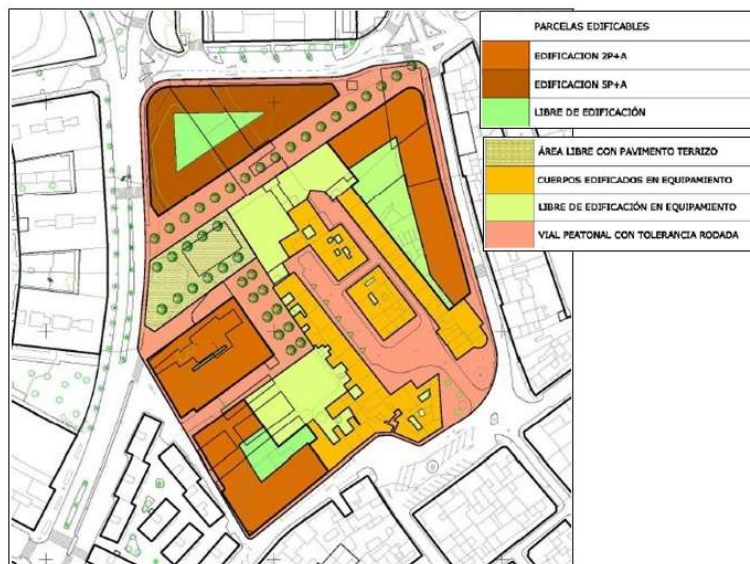 PARCELAS EDIFICABLES
EDIFICACION 2P+A
EDIFICACION 5P+A
LIBRE DE EDIFICACIÓN
ÁREA LIBRE CON PAVIMENTO TERRIZO
CUERPOS EDIFICADOS EN EQUIPAMIENTO
LIBRE DE EDIFICACIÓN EN EQUIPAMIENTO
VIAL PEATONAL CON TOLERANCIA RODADA